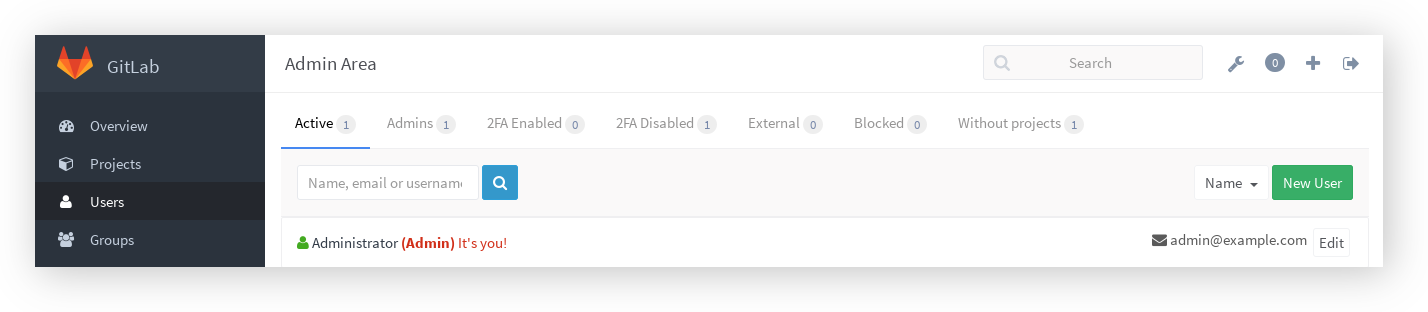 GitLab
Admin Area
Search
0
Overview
Projects
Users
Groups
Active 1
Admins 1
2FA Enabled 0
2FA Disabled 1
External 0
Blocked 0
Without projects 1
Name, email or username
Name
New User
Administrator (Admin) It's you!
admin@example.com
Edit